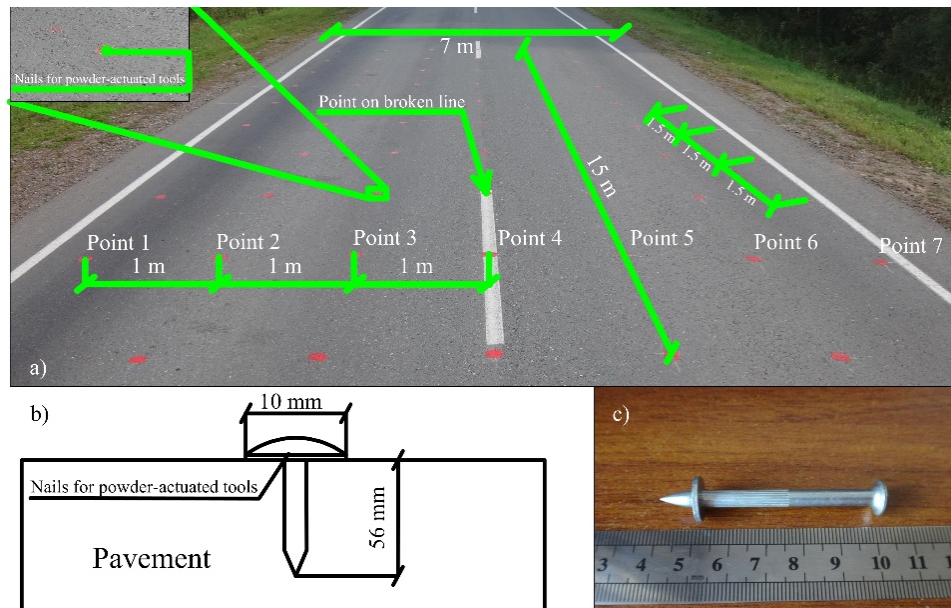 7 m
Nails for powder-actuated tools
Point on broken line
1.5 m
1.5 m
1.5 m
15 m
Point 1
Point 2
Point 3
Point 4
Point 5
Point 6
Point 7
1 m
1 m
1 m
a)
b)
10 mm
c)
Nails for powder-actuated tools
56 mm
Pavement
3 4 5 6 7 8 9 10 11